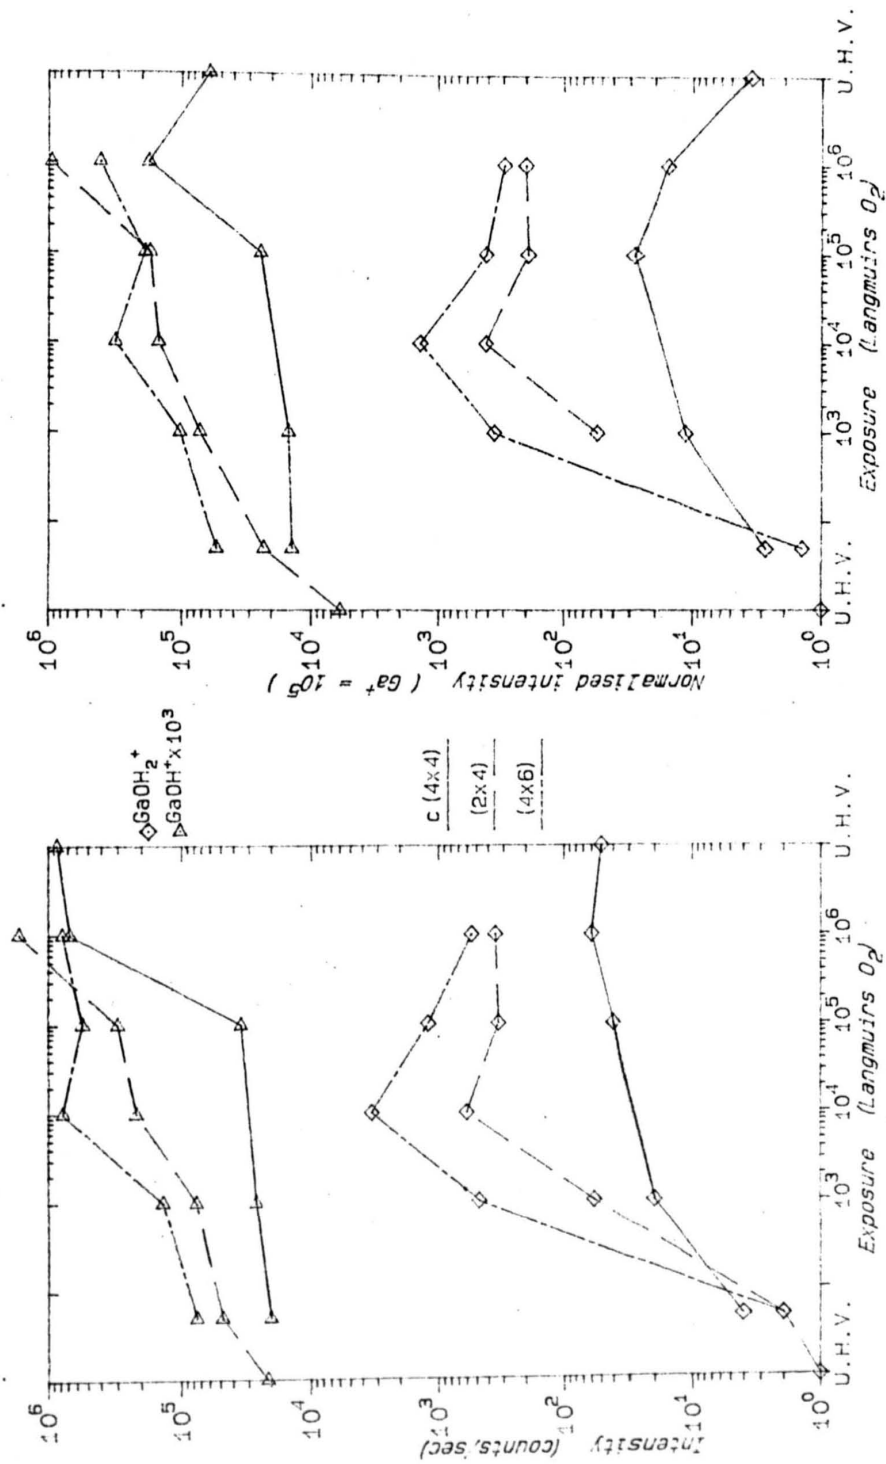 10⁶
10⁵
10⁴
10³
10²
10¹
10⁰
Normalised intensity ( Ga⁺ = 10⁵ )
U.H.V.
10³
10⁴
10⁵
10⁶
U.H.V.
Exposure (Langmuirs O₂)
GaOH₂⁺
GaOH⁺x10³
c (4x4)
(2x4)
(4x6)
10⁶
10⁵
10⁴
10³
10²
10¹
10⁰
Intensity (counts/sec)
U.H.V.
10³
10⁴
10⁵
10⁶
U.H.V.
Exposure (Langmuirs O₂)